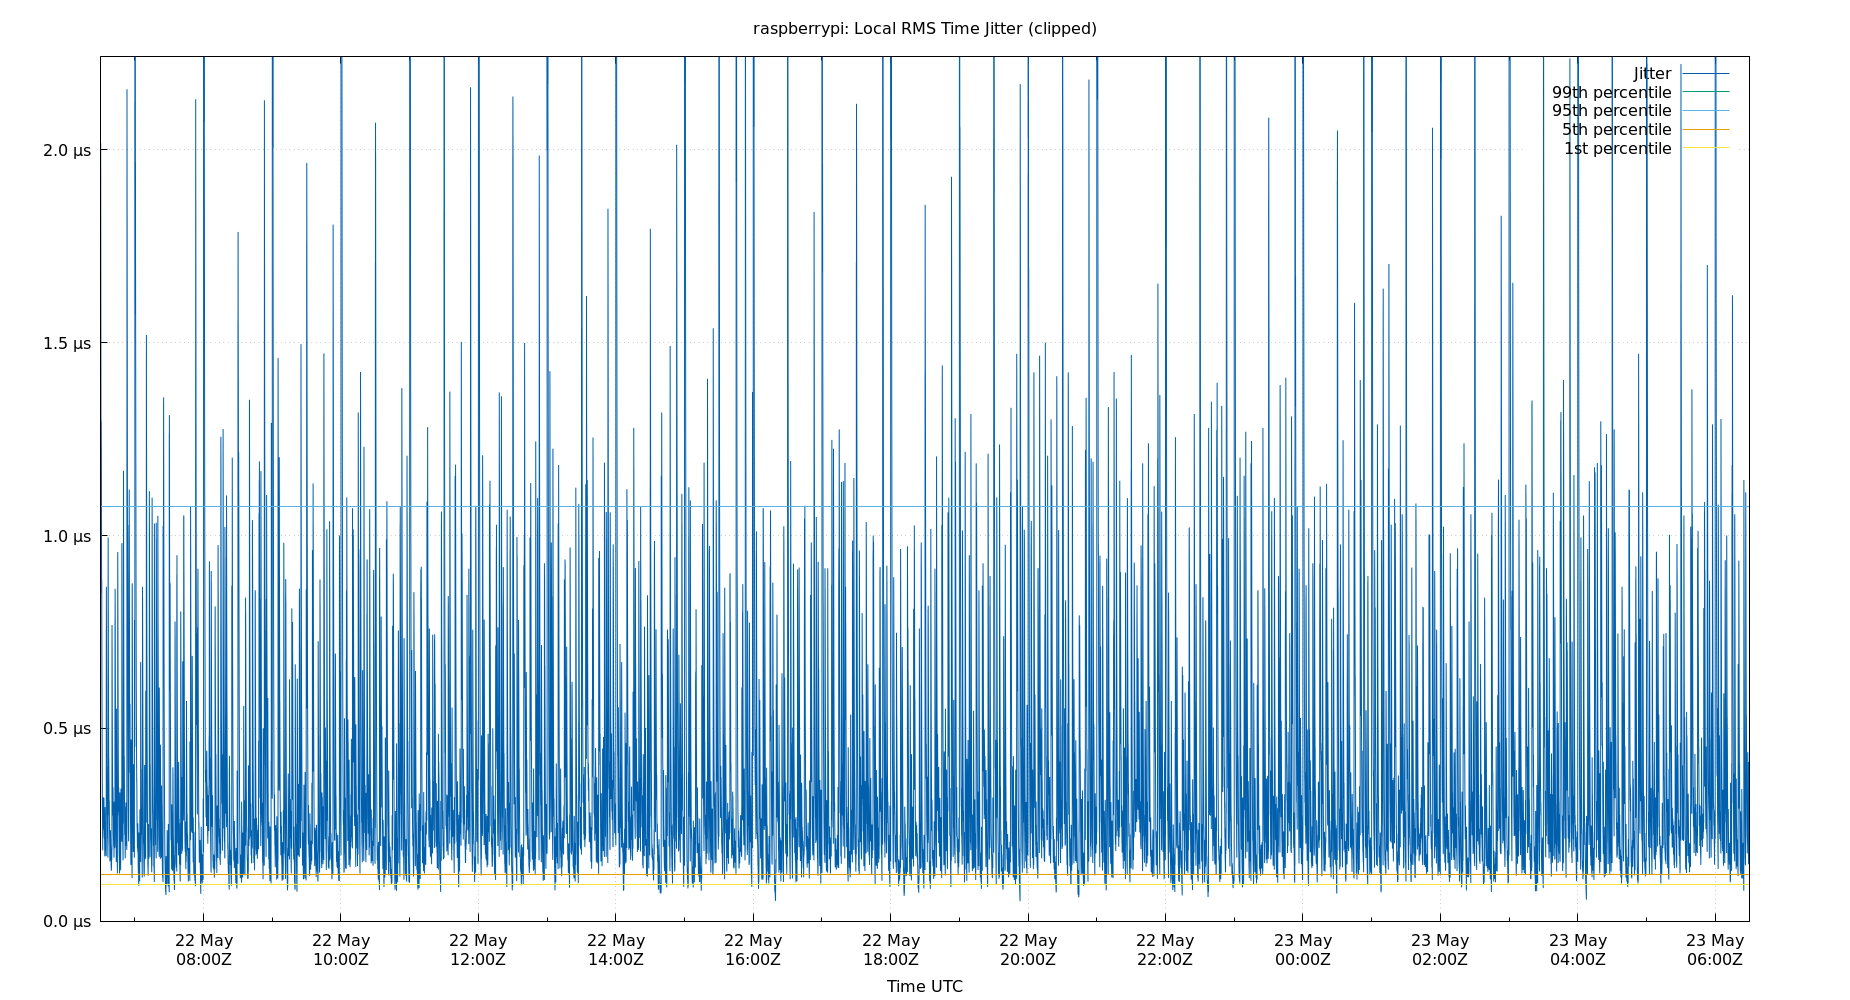 raspberrypi: Local RMS Time Jitter (clipped)
Jitter
99th percentile
95th percentile
5th percentile
1st percentile
2.0 µs
1.5 µs
1.0 µs
0.5 µs
0.0 µs
22 May 22 May 22 May 22 May 22 May 22 May 22 May 22 May 23 May 23 May 23 May 23 May
08:00Z 10:00Z 12:00Z 14:00Z 16:00Z 18:00Z 20:00Z 22:00Z 00:00Z 02:00Z 04:00Z 06:00Z
Time UTC